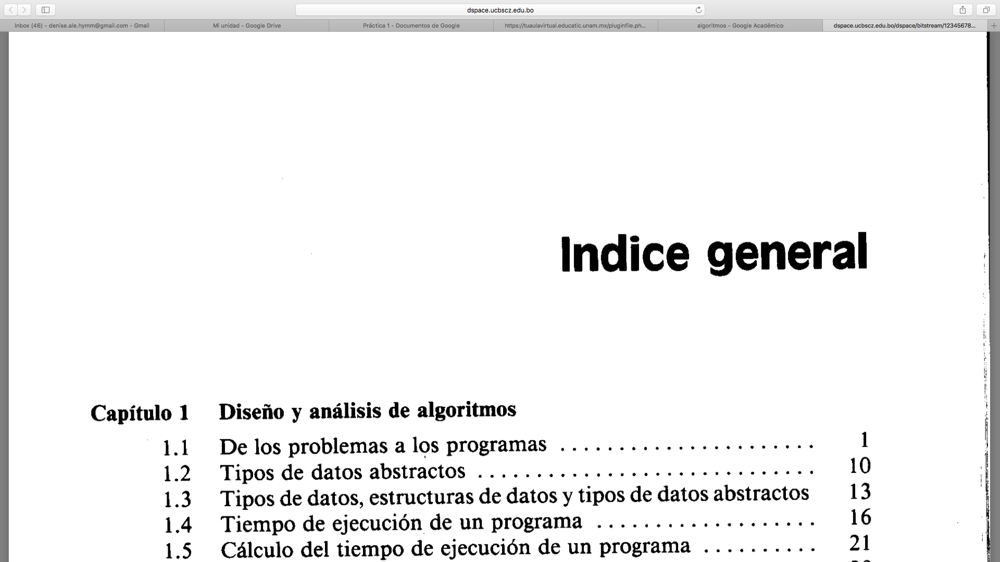 dspace.ucbscz.edu.bo
Inbox (46) - denise.ale.hymm@gmail.com - Gmail
Mi unidad - Google Drive
Práctica 1 - Documentos de Google
https://tuaulavirtual.educatic.unam.mx/pluginfile.ph...
algoritmos - Google Académico
dspace.ucbscz.edu.bo/dspace/bitstream/12345678...
Indice general
Capítulo 1 Diseño y análisis de algoritmos
1.1 De los problemas a los programas ...................... 1
1.2 Tipos de datos abstractos ............................. 10
1.3 Tipos de datos, estructuras de datos y tipos de datos abstractos 13
1.4 Tiempo de ejecución de un programa ................... 16
1.5 Cálculo del tiempo de ejecución de un programa .......... 21